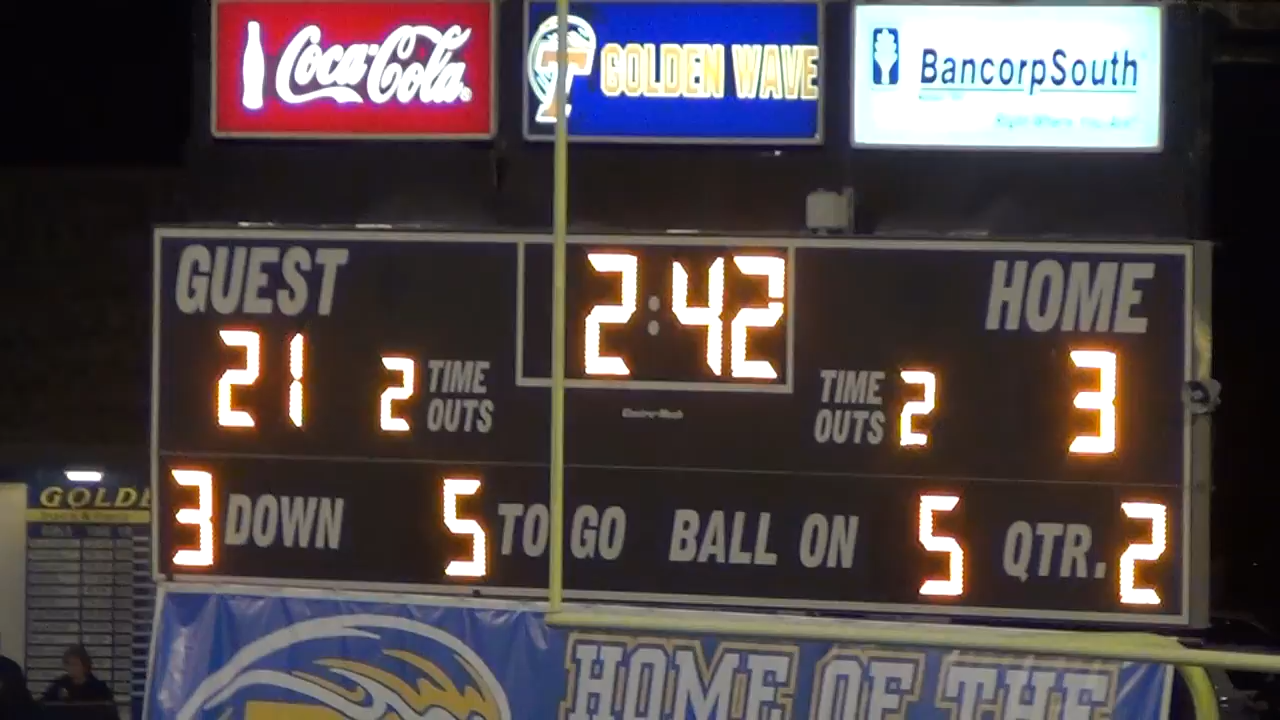 Coca-Cola
T GOLDEN WAVE
BancorpSouth
GUEST 2:42 HOME
21 2 TIME OUTS TIME OUTS 2 3
3 DOWN 5 TO GO BALL ON 5 QTR. 2
GOLDE
HOME OF THE